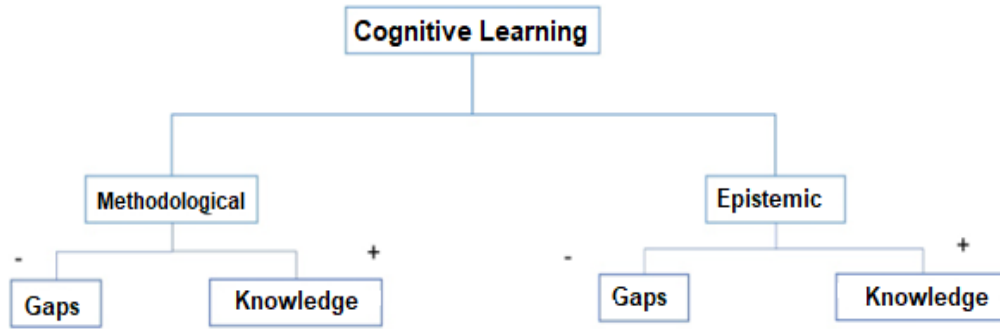 Cognitive Learning
Methodological
Epistemic
- + - +
Gaps
Knowledge
Gaps
Knowledge